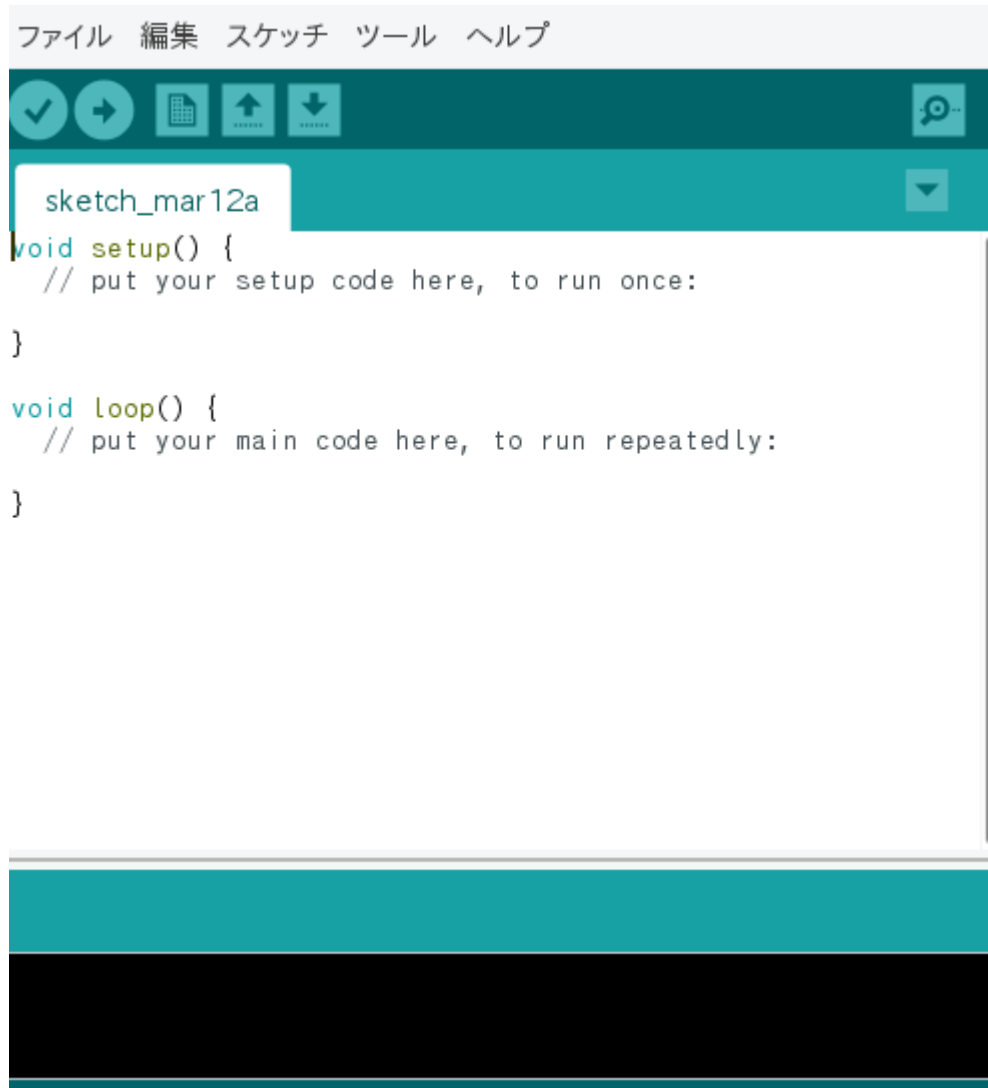 ファイル 編集 スケッチ ツール ヘルプ
sketch_mar12a
void setup() {
  // put your setup code here, to run once:
}
void loop() {
  // put your main code here, to run repeatedly:
}